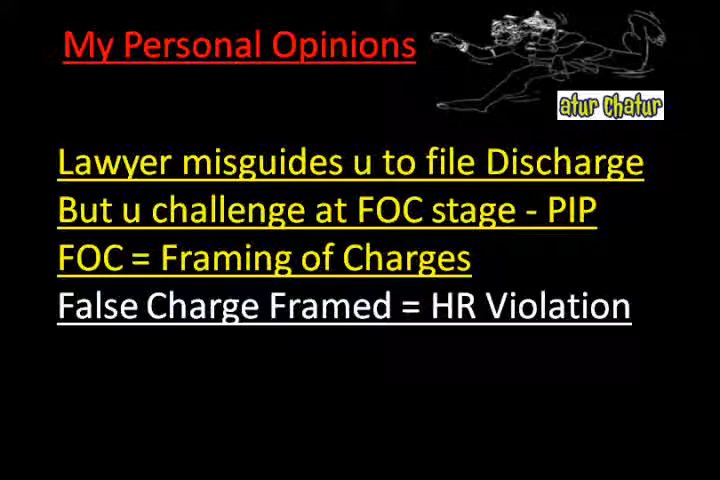 My Personal Opinions
atur chatur
Lawyer misguides u to file Discharge
But u challenge at FOC stage - PIP
FOC = Framing of Charges
False Charge Framed = HR Violation